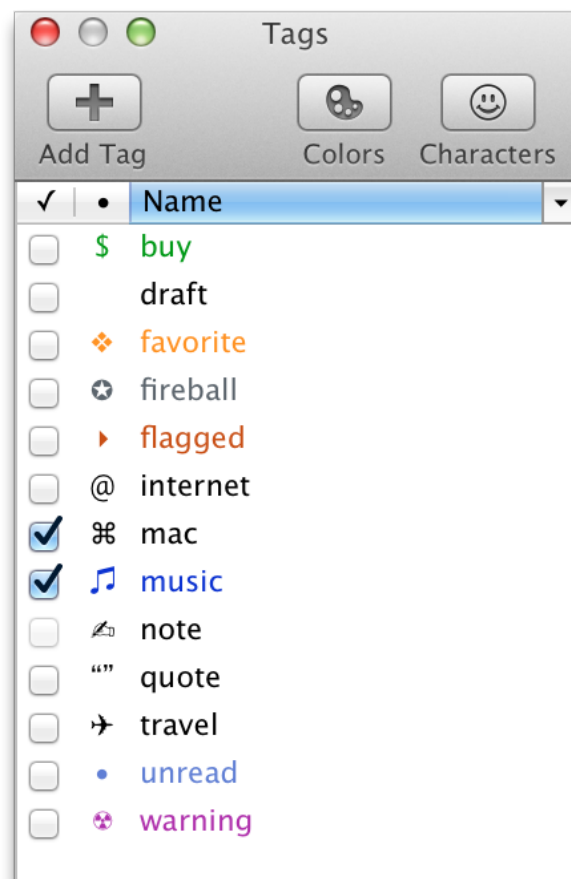 Tags
Add Tag Colors Characters
✓ • Name
$ buy
draft
❖ favorite
✪ fireball
‣ flagged
@ internet
⌘ mac
♫ music
✍ note
“” quote
✈ travel
• unread
☢ warning